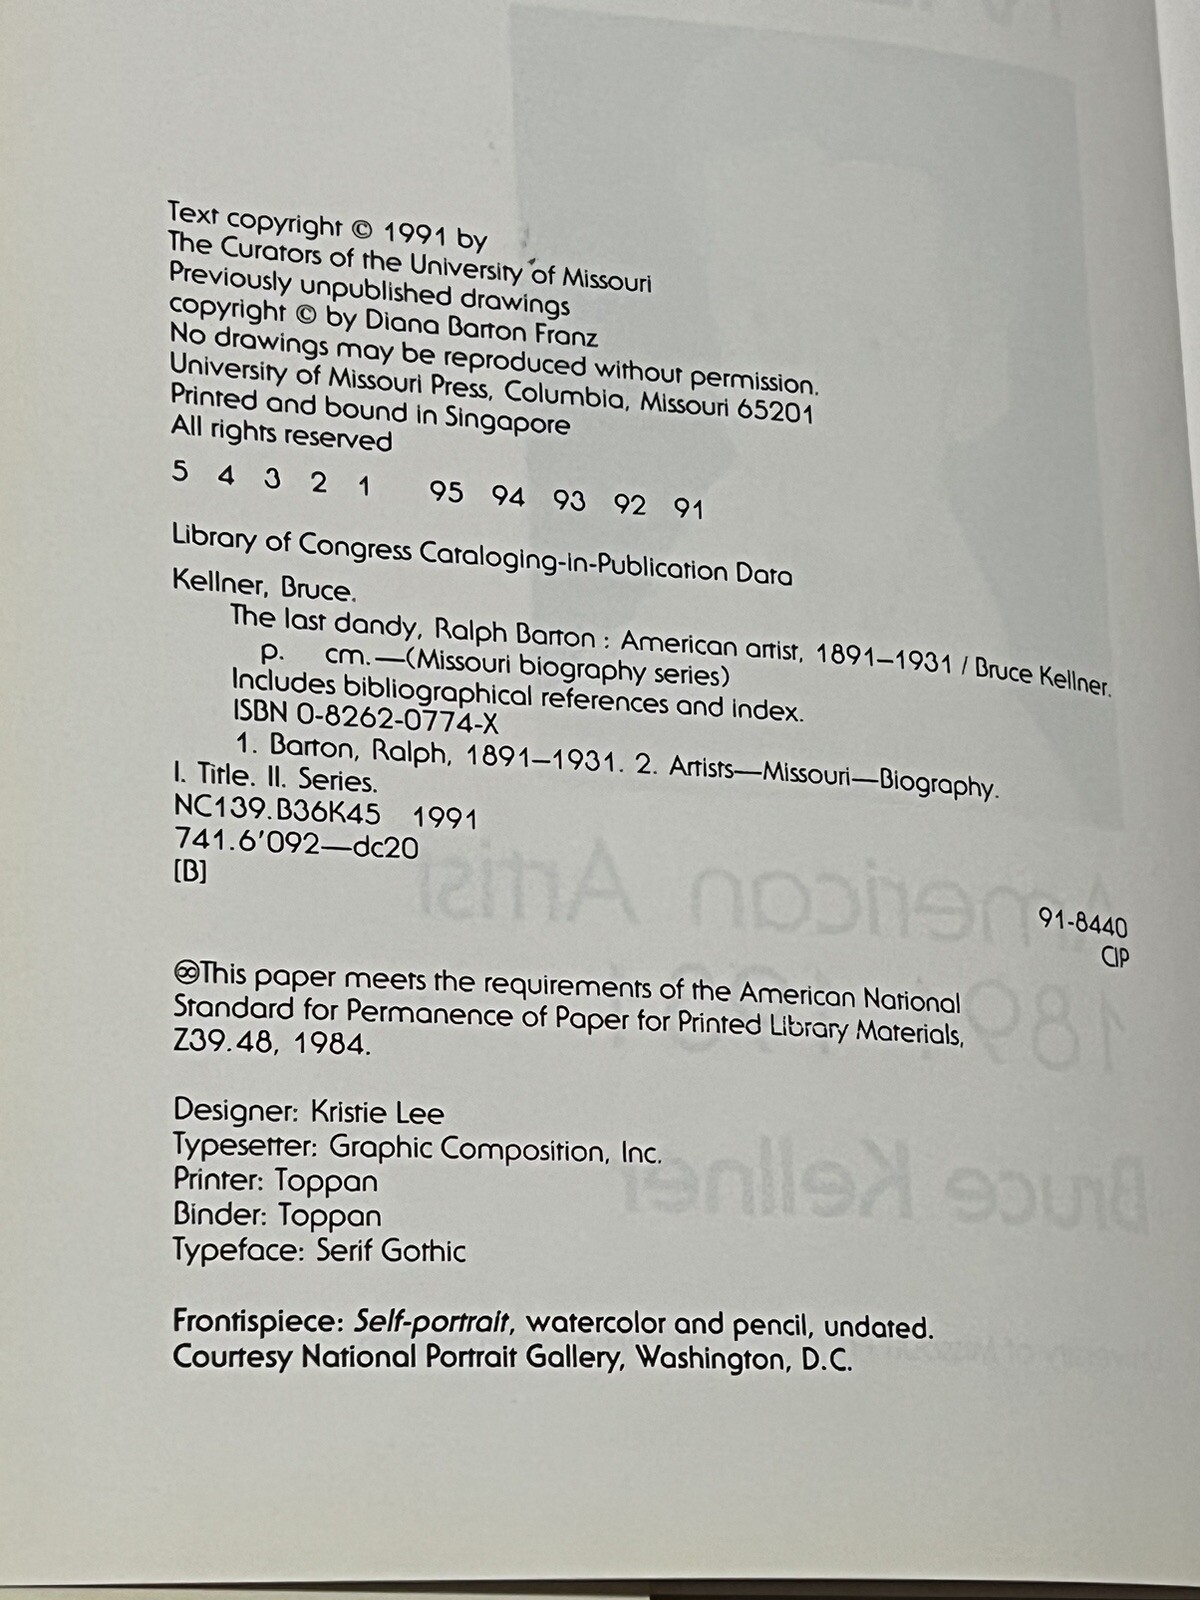 Text copyright © 1991 by
The Curators of the University of Missouri
Previously unpublished drawings
copyright © by Diana Barton Franz
No drawings may be reproduced without permission.
University of Missouri Press, Columbia, Missouri 65201
Printed and bound in Singapore
All rights reserved
5 4 3 2 1 95 94 93 92 91
Library of Congress Cataloging-in-Publication Data
Kellner, Bruce.
The last dandy, Ralph Barton : American artist, 1891–1931 / Bruce Kellner.
p. cm.—(Missouri biography series)
Includes bibliographical references and index.
ISBN 0-8262-0774-X
1. Barton, Ralph, 1891–1931. 2. Artists—Missouri—Biography.
I. Title. II. Series.
NC139.B36K45 1991
741.6'092—dc20
[B]
91-8440
CIP
♾This paper meets the requirements of the American National
Standard for Permanence of Paper for Printed Library Materials,
Z39.48, 1984.
Designer: Kristie Lee
Typesetter: Graphic Composition, Inc.
Printer: Toppan
Binder: Toppan
Typeface: Serif Gothic
Frontispiece: Self-portrait, watercolor and pencil, undated.
Courtesy National Portrait Gallery, Washington, D.C.
American Artist
1891
Bruce Kellner